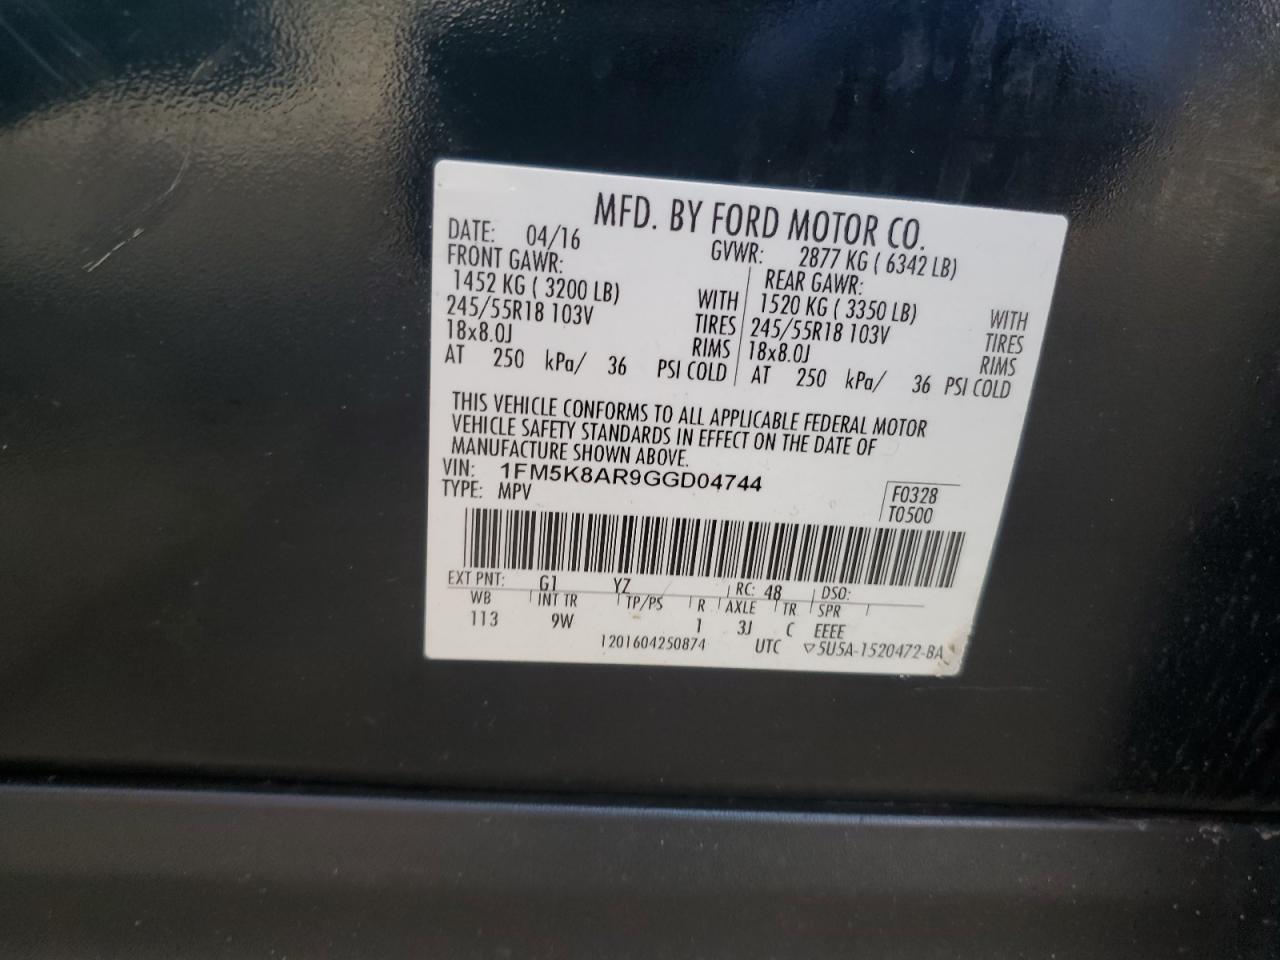 MFD. BY FORD MOTOR CO.
DATE: 04/16 GVWR: 2877 KG ( 6342 LB)
FRONT GAWR: REAR GAWR:
1452 KG ( 3200 LB) WITH 1520 KG ( 3350 LB) WITH
245/55R18 103V TIRES 245/55R18 103V TIRES
18x8.0J RIMS 18x8.0J RIMS
AT 250 kPa/ 36 PSI COLD AT 250 kPa/ 36 PSI COLD
THIS VEHICLE CONFORMS TO ALL APPLICABLE FEDERAL MOTOR
VEHICLE SAFETY STANDARDS IN EFFECT ON THE DATE OF
MANUFACTURE SHOWN ABOVE.
VIN: 1FM5K8AR9GGD04744
TYPE: MPV F0328
T0500
EXT PNT: G1 YZ RC: 48 DSO:
WB INT TR TP/PS R AXLE TR SPR
113 9W 1 3J C EEEE
1201604250874 UTC ▽5U5A-1520472-BA